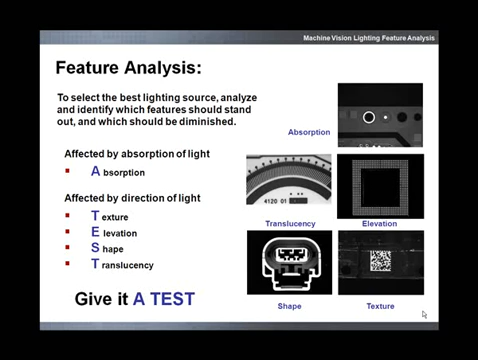 Machine Vision Lighting Feature Analysis
Feature Analysis:
To select the best lighting source, analyze
and identify which features should stand
out, and which should be diminished.
Affected by absorption of light
A bsorption
Affected by direction of light
T exture
E levation
S hape
T ranslucency
Give it A TEST
Absorption
4120 01
Translucency
Elevation
Shape
Texture